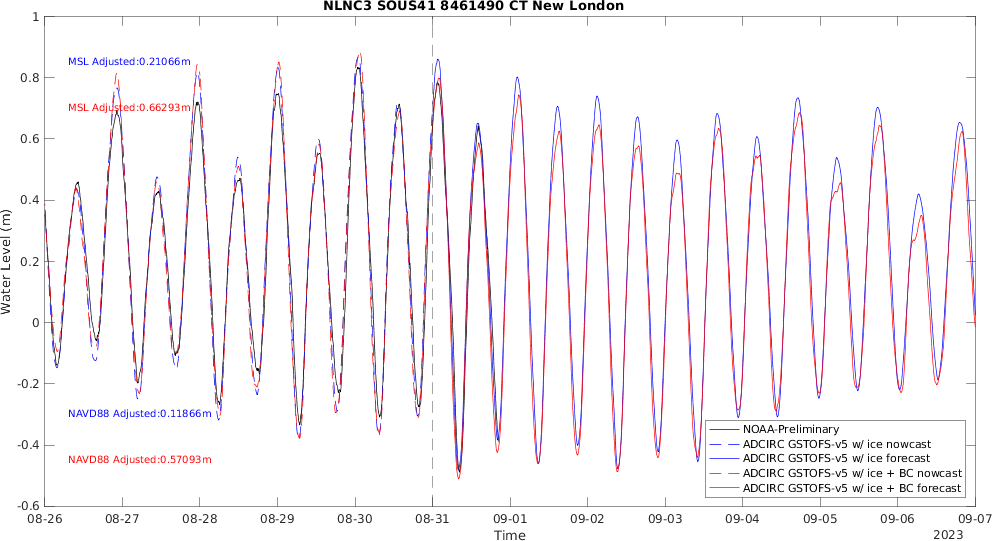 NLNC3 SOUS41 8461490 CT New London
1
0.8
0.6
0.4
0.2
0
-0.2
-0.4
-0.6
Water Level (m)
MSL Adjusted:0.21066m
MSL Adjusted:0.66293m
NAVD88 Adjusted:0.11866m
NAVD88 Adjusted:0.57093m
NOAA-Preliminary
ADCIRC GSTOFS-v5 w/ ice nowcast
ADCIRC GSTOFS-v5 w/ ice forecast
ADCIRC GSTOFS-v5 w/ ice + BC nowcast
ADCIRC GSTOFS-v5 w/ ice + BC forecast
08-26 08-27 08-28 08-29 08-30 08-31 09-01 09-02 09-03 09-04 09-05 09-06 09-07
Time
2023